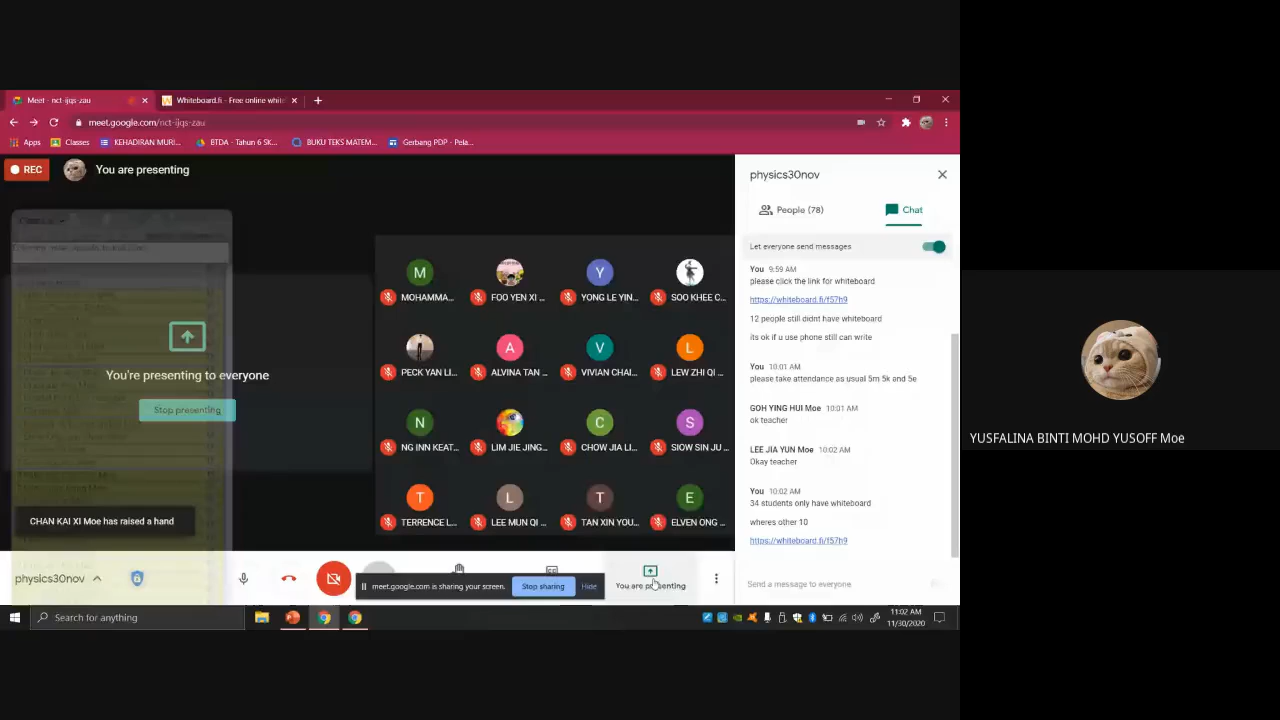 Meet - nct-ijqs-zau
Whiteboard.fi - Free online whit
meet.google.com/nct-ijqs-zau
Apps
Classes
KEHADIRAN MURI...
BTDA - Tahun 6 SK...
BUKU TEKS MATEM...
Gerbang PDP - Pela...
REC
You are presenting
physics30nov
People (78)
Chat
Let everyone send messages
You 9:59 AM
please click the link for whiteboard
https://whiteboard.fi/f57h9
12 people still didnt have whiteboard
its ok if u use phone still can write
You 10:01 AM
please take attendance as usual 5m 5k and 5e
GOH YING HUI Moe 10:01 AM
ok teacher
LEE JIA YUN Moe 10:02 AM
Okay teacher
You 10:02 AM
34 students only have whiteboard
wheres other 10
https://whiteboard.fi/f57h9
Send a message to everyone
M
Y
MOHAMMA...
FOO YEN XI ...
YONG LE YIN...
SOO KHEE C...
A
V
L
PECK YAN LI...
ALVINA TAN ...
VIVIAN CHAI...
LEW ZHI QI ...
N
C
S
NG INN KEAT...
LIM JIE JING...
CHOW JIA LI...
SIOW SIN JU ...
T
L
T
E
TERRENCE L...
LEE MUN QI ...
TAN XIN YOU...
ELVEN ONG ...
You're presenting to everyone
Stop presenting
CHAN KAI XI Moe has raised a hand
physics30nov
meet.google.com is sharing your screen.
Stop sharing
Hide
You are presenting
Search for anything
11:02 AM
11/30/2020
YUSFALINA BINTI MOHD YUSOFF Moe